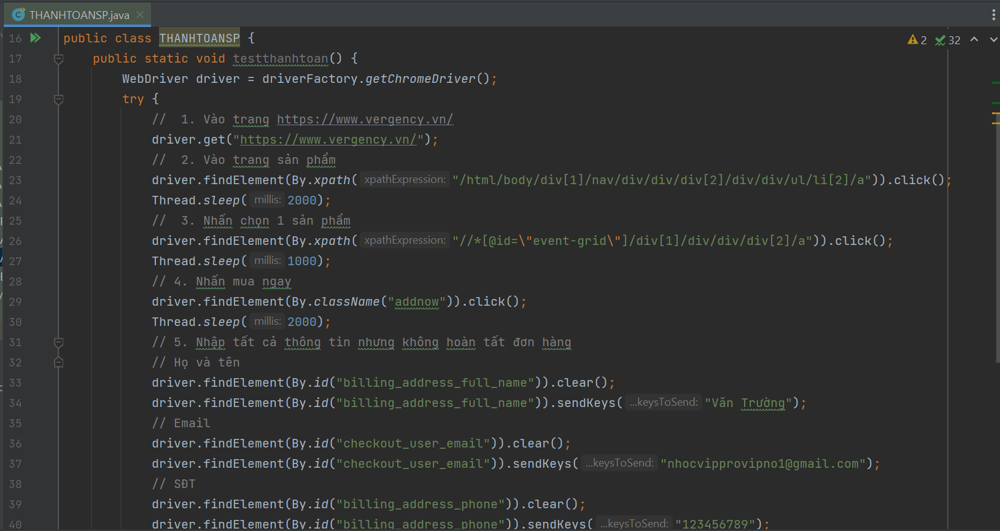 THANHTOANSP.java
2 32
16 public class THANHTOANSP {
17 public static void testthanhtoan() {
18 WebDriver driver = driverFactory.getChromeDriver();
19 try {
20 //  1. Vào trang https://www.vergency.vn/
21 driver.get("https://www.vergency.vn/");
22 //  2. Vào trang sản phẩm
23 driver.findElement(By.xpath( xpathExpression: "/html/body/div[1]/nav/div/div/div[2]/div/div/ul/li[2]/a")).click();
24 Thread.sleep( millis: 2000);
25 //  3. Nhấn chọn 1 sản phẩm
26 driver.findElement(By.xpath( xpathExpression: "//*[@id=\"event-grid\"]/div[1]/div/div/div[2]/a")).click();
27 Thread.sleep( millis: 1000);
28 // 4. Nhấn mua ngay
29 driver.findElement(By.className("addnow")).click();
30 Thread.sleep( millis: 2000);
31 // 5. Nhập tất cả thông tin nhưng không hoàn tất đơn hàng
32 // Họ và tên
33 driver.findElement(By.id("billing_address_full_name")).clear();
34 driver.findElement(By.id("billing_address_full_name")).sendKeys( ...keysToSend: "Văn Trường");
35 // Email
36 driver.findElement(By.id("checkout_user_email")).clear();
37 driver.findElement(By.id("checkout_user_email")).sendKeys( ...keysToSend: "nhocvipprovipno1@gmail.com");
38 // SĐT
39 driver.findElement(By.id("billing_address_phone")).clear();
40 driver.findElement(By.id("billing_address_phone")).sendKeys( ...keysToSend: "123456789");